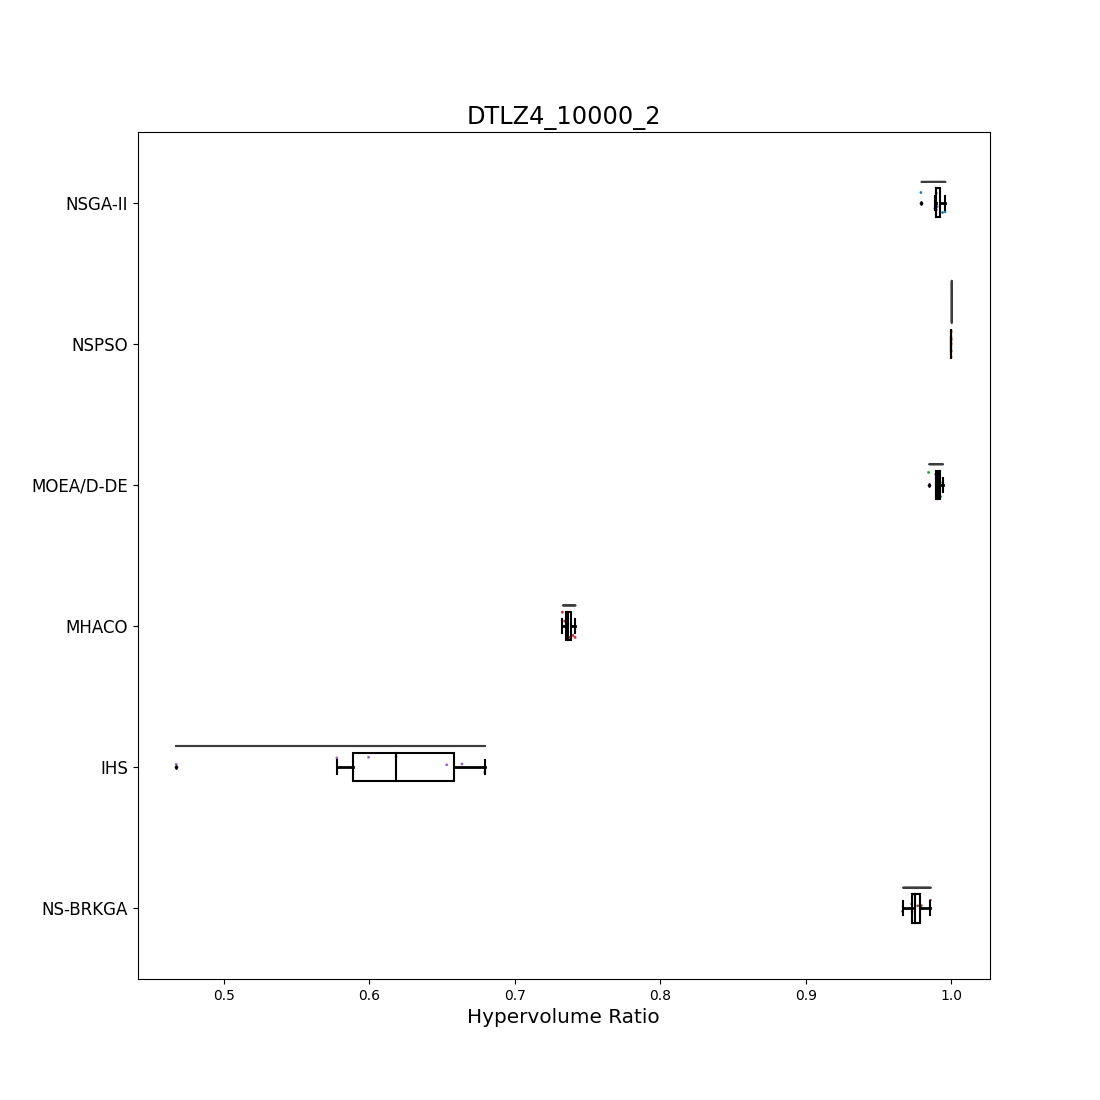 DTLZ4_10000_2
NSGA-II
NSPSO
MOEA/D-DE
MHACO
IHS
NS-BRKGA
0.5 0.6 0.7 0.8 0.9 1.0
Hypervolume Ratio